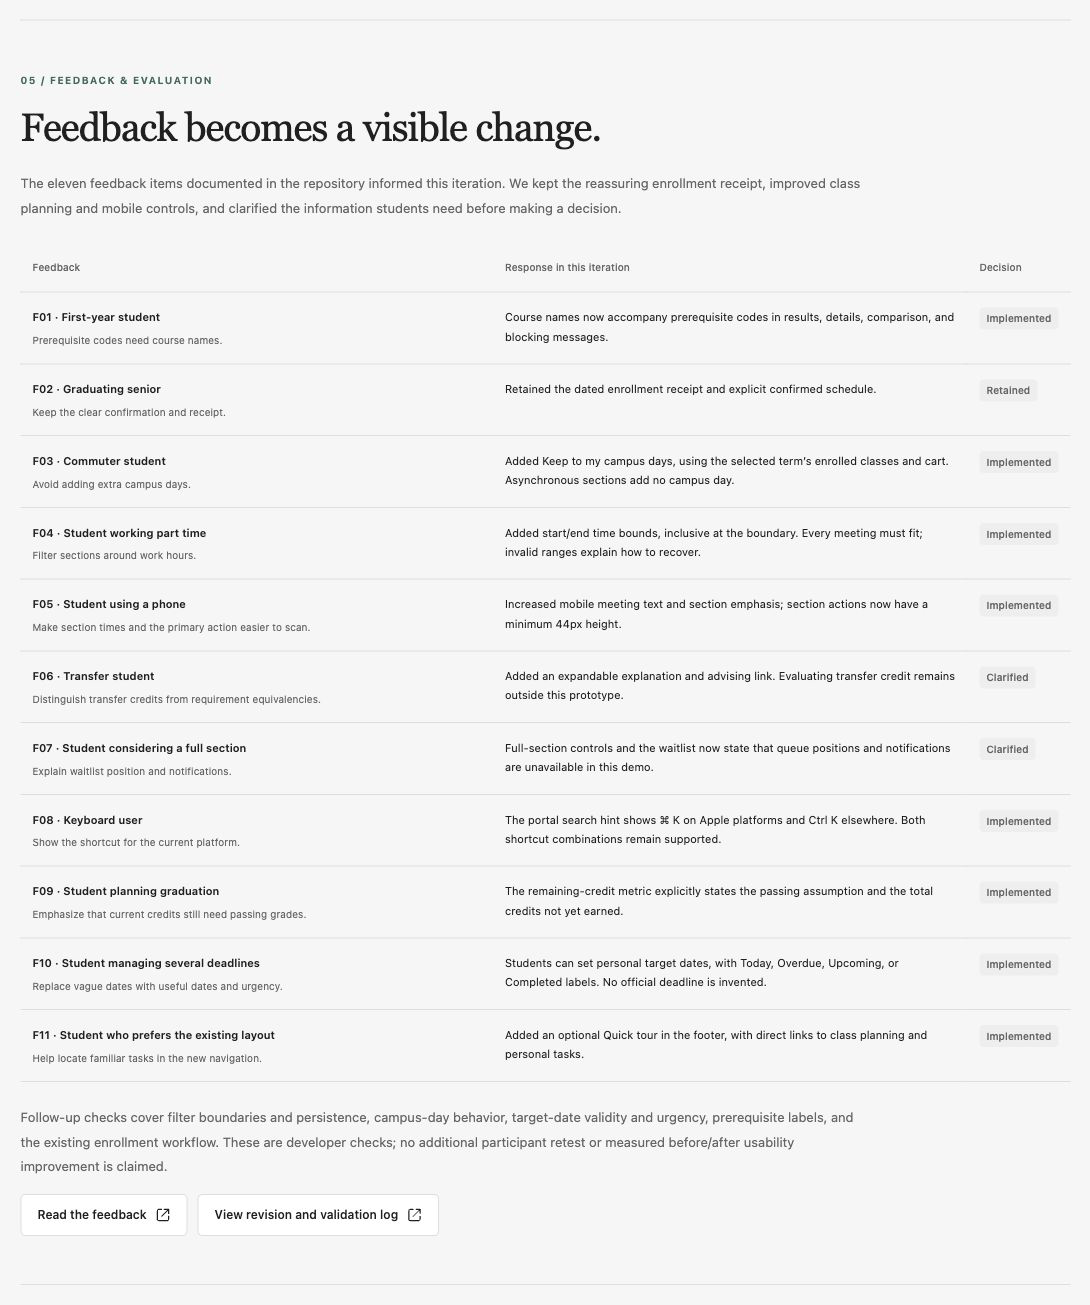 05 / FEEDBACK & EVALUATION
Feedback becomes a visible change.
The eleven feedback items documented in the repository informed this iteration. We kept the reassuring enrollment receipt, improved class
planning and mobile controls, and clarified the information students need before making a decision.
Feedback Response in this iteration Decision
F01 · First-year student
Prerequisite codes need course names.
Course names now accompany prerequisite codes in results, details, comparison, and
blocking messages.
Implemented
F02 · Graduating senior
Keep the clear confirmation and receipt.
Retained the dated enrollment receipt and explicit confirmed schedule.
Retained
F03 · Commuter student
Avoid adding extra campus days.
Added Keep to my campus days, using the selected term's enrolled classes and cart.
Asynchronous sections add no campus day.
Implemented
F04 · Student working part time
Filter sections around work hours.
Added start/end time bounds, inclusive at the boundary. Every meeting must fit;
invalid ranges explain how to recover.
Implemented
F05 · Student using a phone
Make section times and the primary action easier to scan.
Increased mobile meeting text and section emphasis; section actions now have a
minimum 44px height.
Implemented
F06 · Transfer student
Distinguish transfer credits from requirement equivalencies.
Added an expandable explanation and advising link. Evaluating transfer credit remains
outside this prototype.
Clarified
F07 · Student considering a full section
Explain waitlist position and notifications.
Full-section controls and the waitlist now state that queue positions and notifications
are unavailable in this demo.
Clarified
F08 · Keyboard user
Show the shortcut for the current platform.
The portal search hint shows ⌘ K on Apple platforms and Ctrl K elsewhere. Both
shortcut combinations remain supported.
Implemented
F09 · Student planning graduation
Emphasize that current credits still need passing grades.
The remaining-credit metric explicitly states the passing assumption and the total
credits not yet earned.
Implemented
F10 · Student managing several deadlines
Replace vague dates with useful dates and urgency.
Students can set personal target dates, with Today, Overdue, Upcoming, or
Completed labels. No official deadline is invented.
Implemented
F11 · Student who prefers the existing layout
Help locate familiar tasks in the new navigation.
Added an optional Quick tour in the footer, with direct links to class planning and
personal tasks.
Implemented
Follow-up checks cover filter boundaries and persistence, campus-day behavior, target-date validity and urgency, prerequisite labels, and
the existing enrollment workflow. These are developer checks; no additional participant retest or measured before/after usability
improvement is claimed.
Read the feedback
View revision and validation log